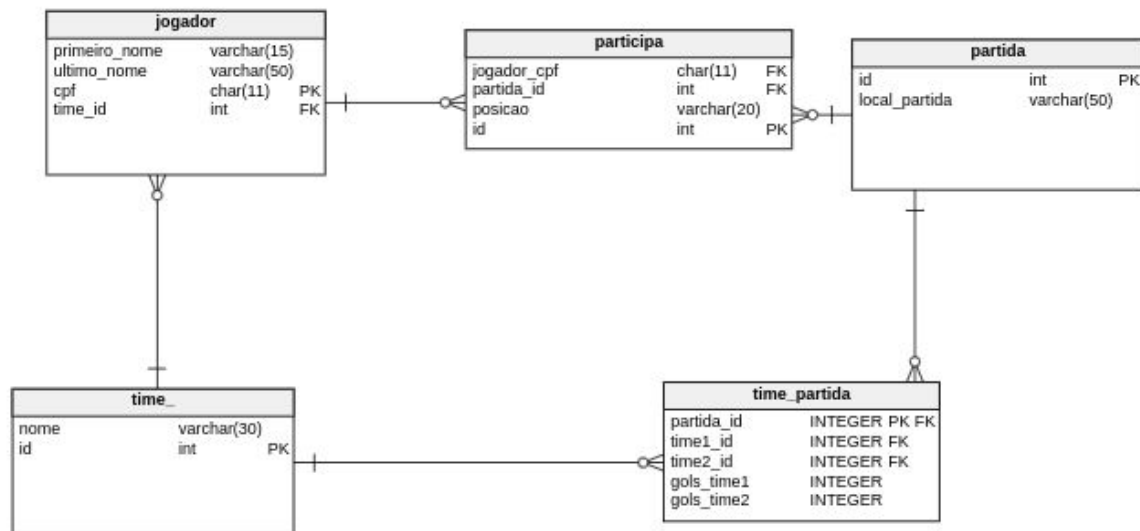 jogador
primeiro_nome varchar(15)
ultimo_nome varchar(50)
cpf char(11) PK
time_id int FK
participa
jogador_cpf char(11) FK
partida_id int FK
posicao varchar(20)
id int PK
partida
id int PK
local_partida varchar(50)
time_
nome varchar(30)
id int PK
time_partida
partida_id INTEGER PK FK
time1_id INTEGER FK
time2_id INTEGER FK
gols_time1 INTEGER
gols_time2 INTEGER